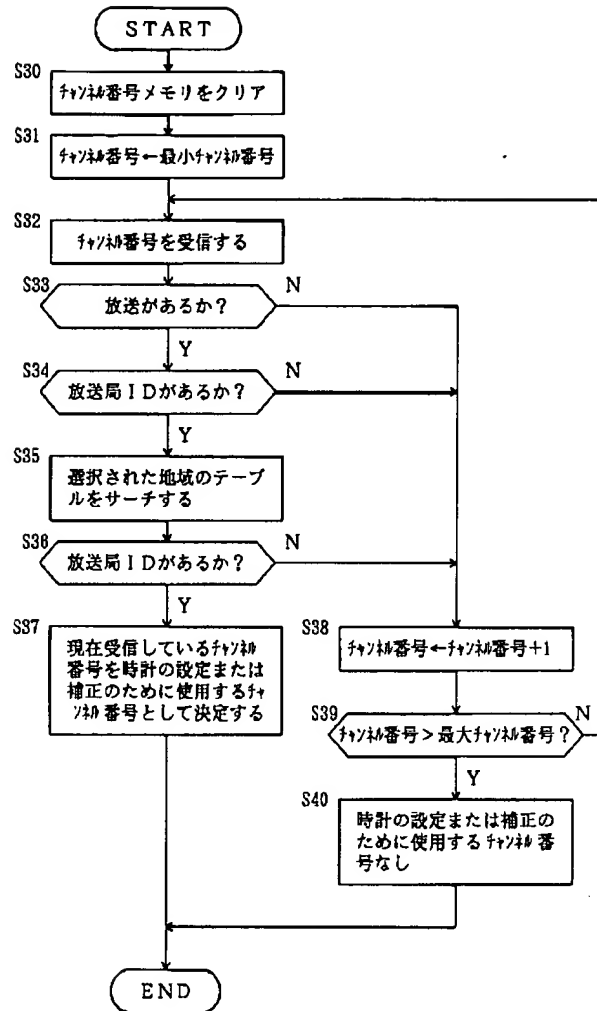 START
S30
チャンネル番号メモリをクリア
S31
チャンネル番号←最小チャンネル番号
S32
チャンネル番号を受信する
S33
放送があるか？
N
Y
S34
放送局ＩＤがあるか？
N
Y
S35
選択された地域のテーブ
ルをサーチする
S36
放送局ＩＤがあるか？
N
Y
S37
現在受信しているチャンネル
番号を時計の設定または
補正のために使用するチャ
ンネル番号として決定する
S38
チャンネル番号←チャンネル番号+1
S39
チャンネル番号＞最大チャンネル番号？
N
Y
S40
時計の設定または補正の
ために使用するチャンネル番
号なし
END